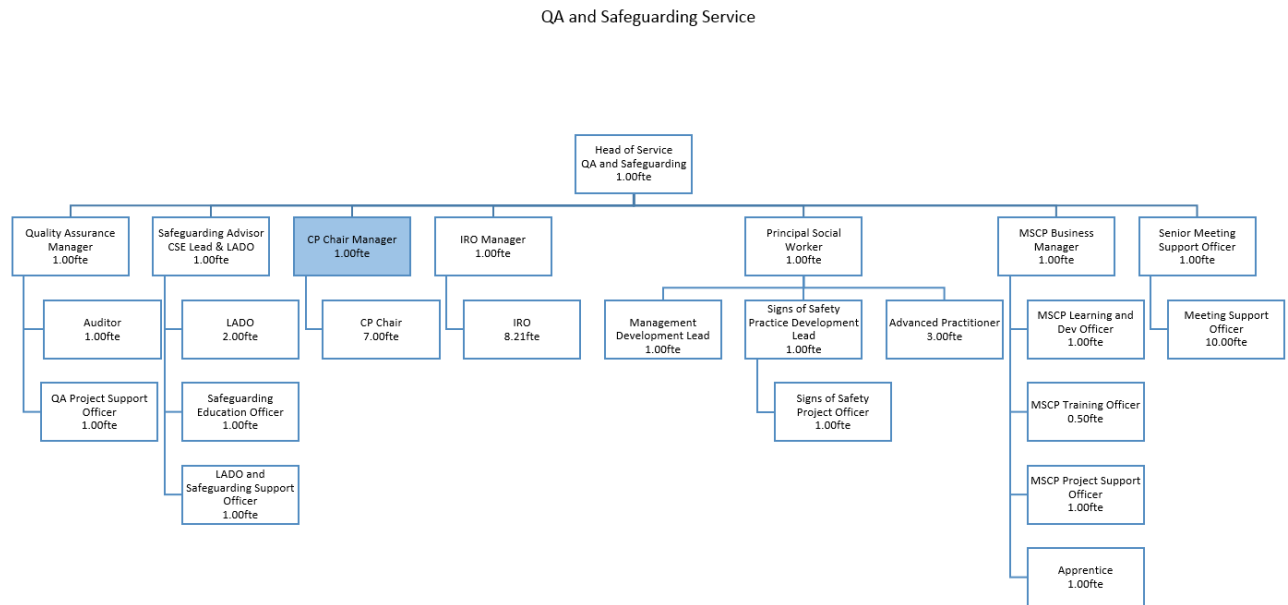 QA and Safeguarding Service
Head of Service
QA and Safeguarding
1.00fte
Quality Assurance
Manager
1.00fte
Safeguarding Advisor
CSE Lead & LADO
1.00fte
CP Chair Manager
1.00fte
IRO Manager
1.00fte
Principal Social
Worker
1.00fte
MSCP Business
Manager
1.00fte
Senior Meeting
Support Officer
1.00fte
Auditor
1.00fte
LADO
2.00fte
CP Chair
7.00fte
IRO
8.21fte
Management
Development Lead
1.00fte
Signs of Safety
Practice Development
Lead
1.00fte
Advanced Practitioner
3.00fte
MSCP Learning and
Dev Officer
1.00fte
Meeting Support
Officer
10.00fte
QA Project Support
Officer
1.00fte
Safeguarding
Education Officer
1.00fte
Signs of Safety
Project Officer
1.00fte
MSCP Training Officer
0.50fte
LADO and
Safeguarding Support
Officer
1.00fte
MSCP Project Support
Officer
1.00fte
Apprentice
1.00fte